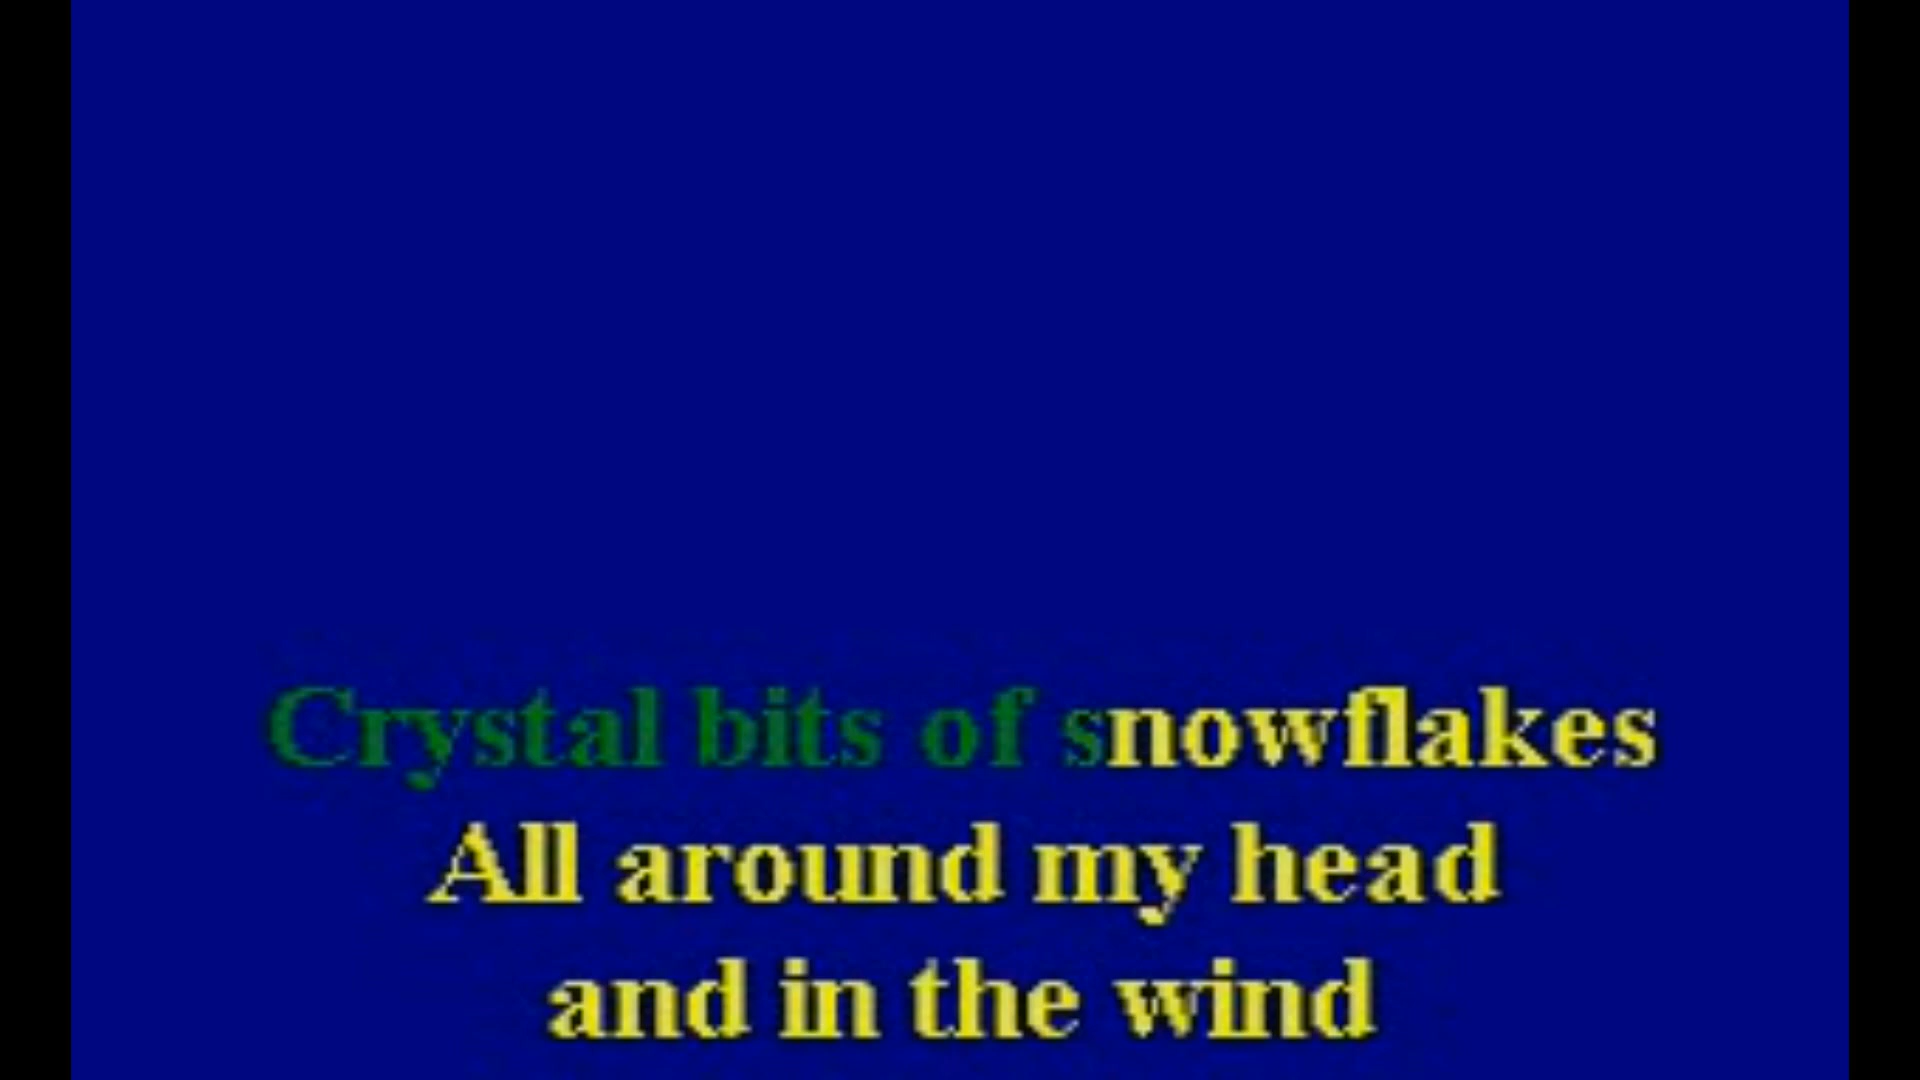 Crystal bits of snowflakes
All around my head
and in the wind